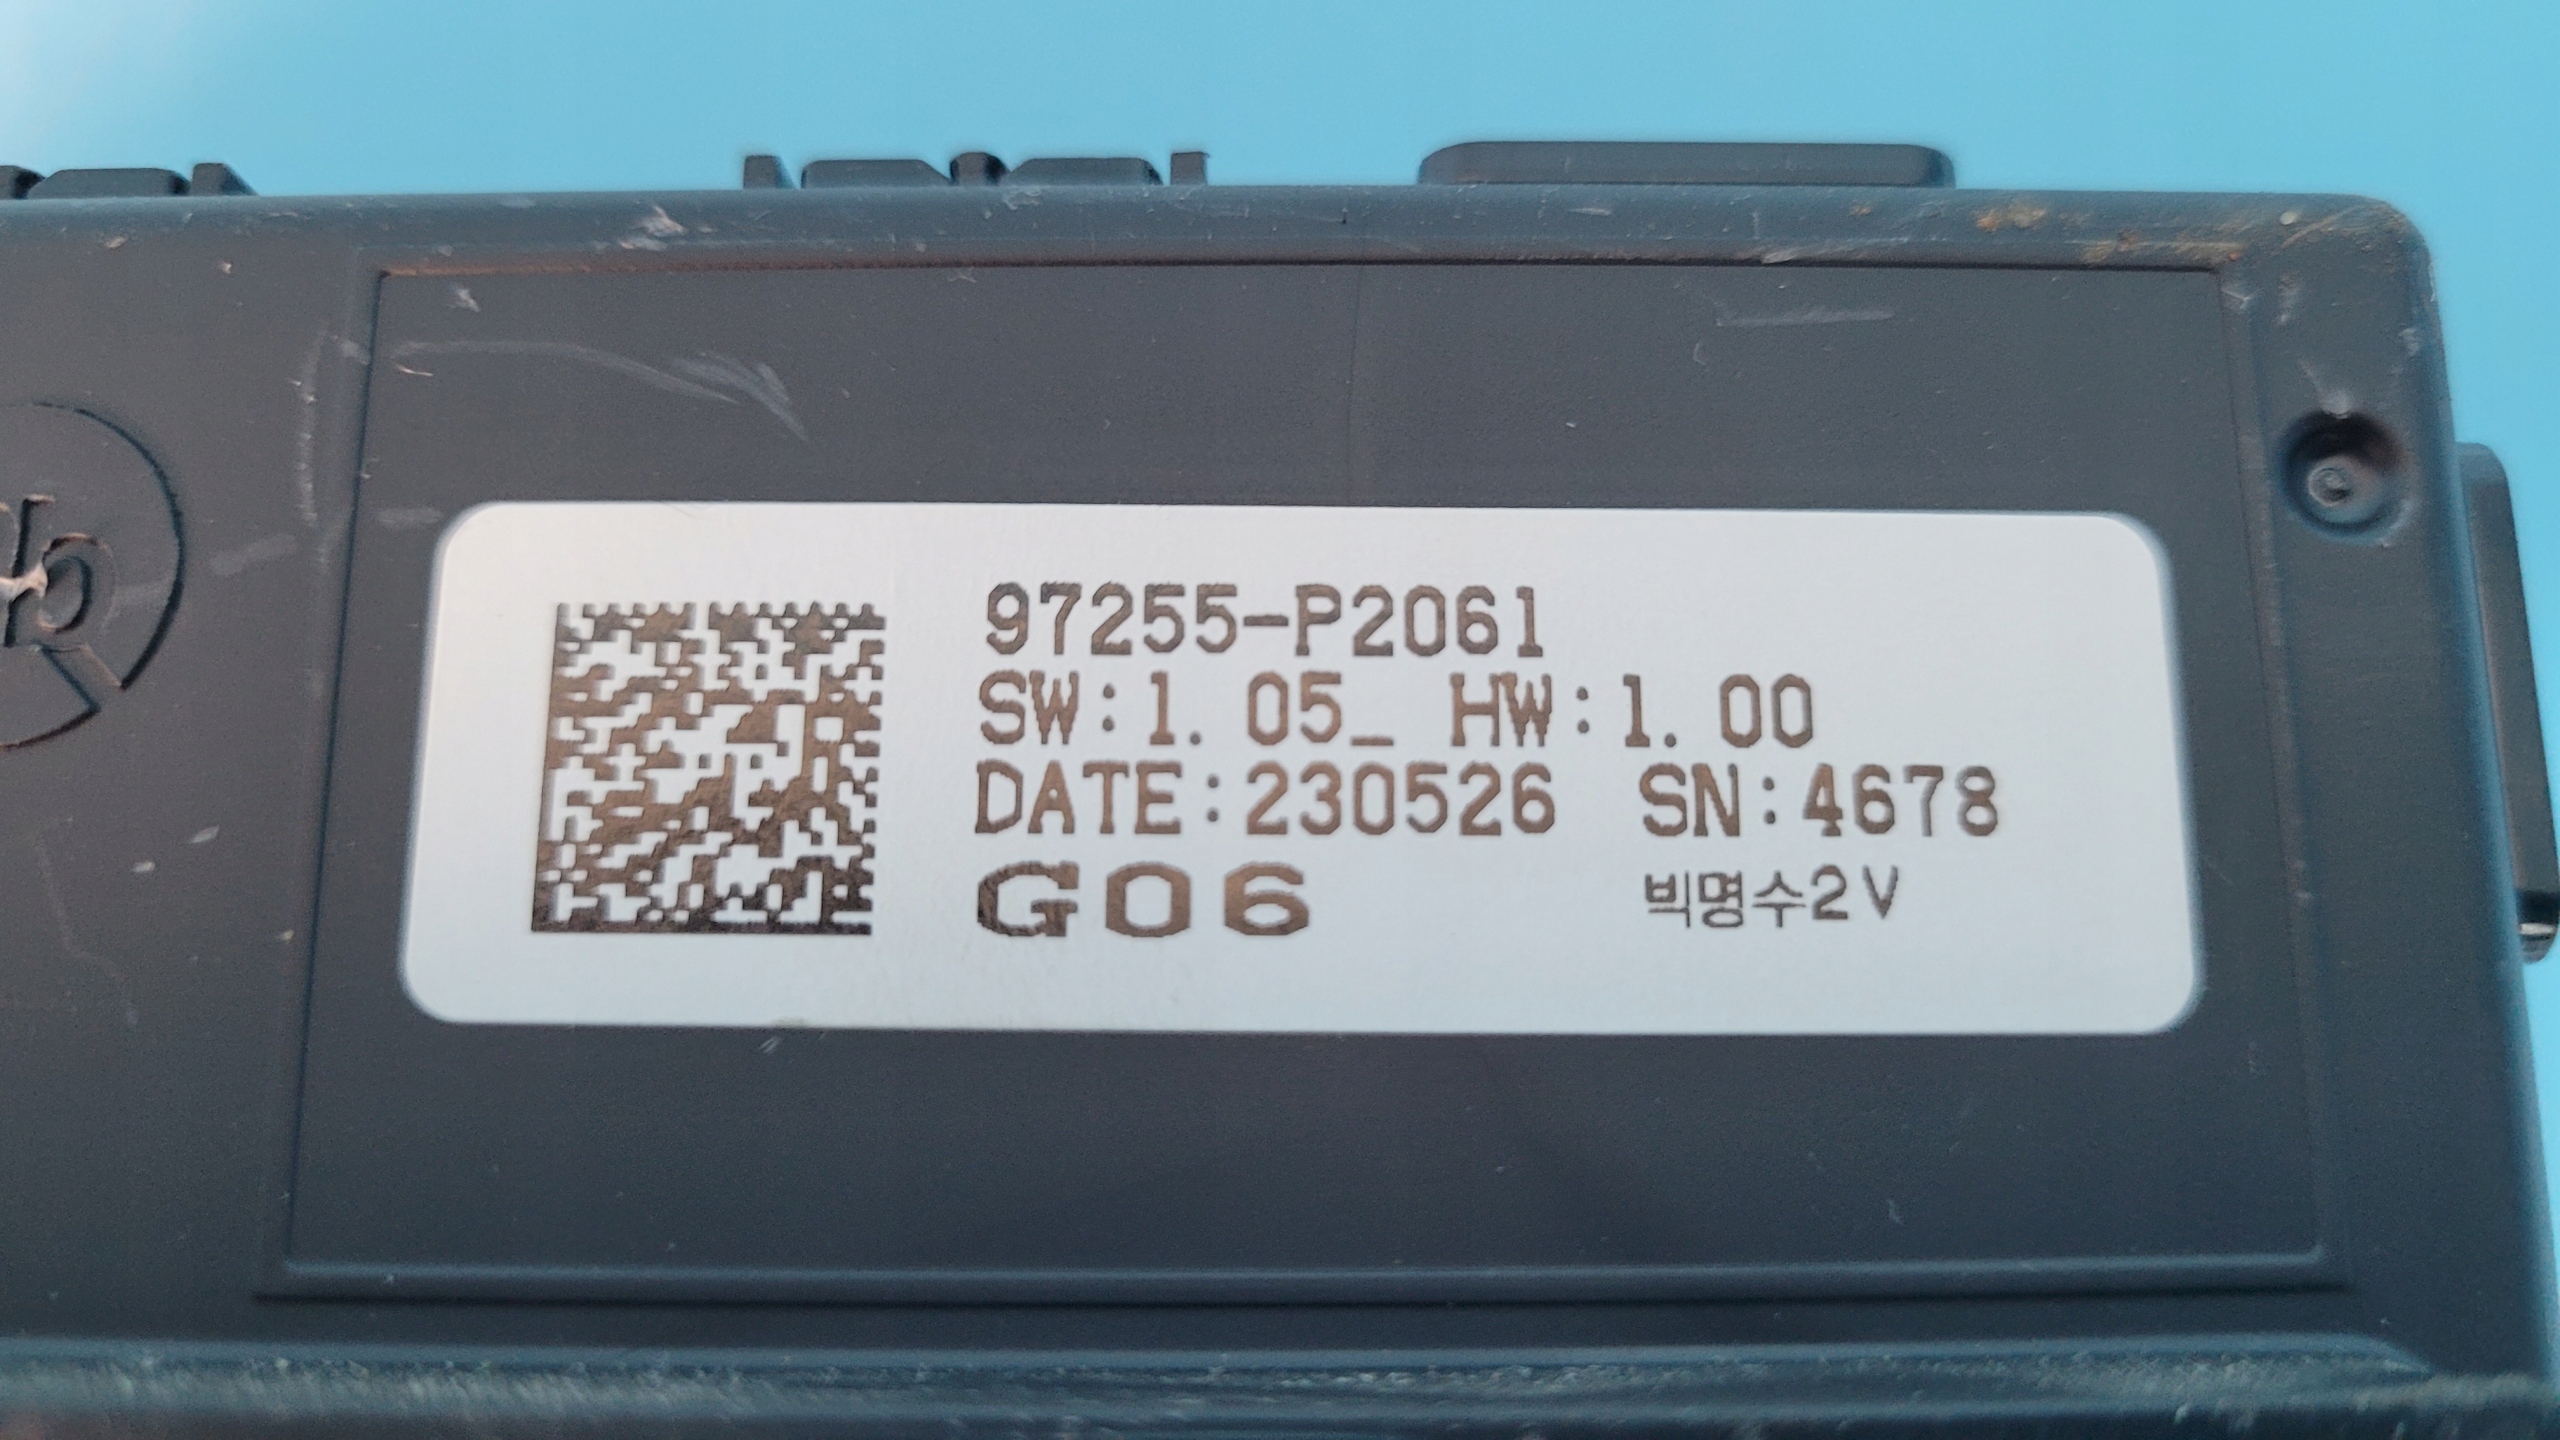 97255-P2061
SW:1. 05_ HW:1. 00
DATE:230526 SN:4678
G06 빅명수2V